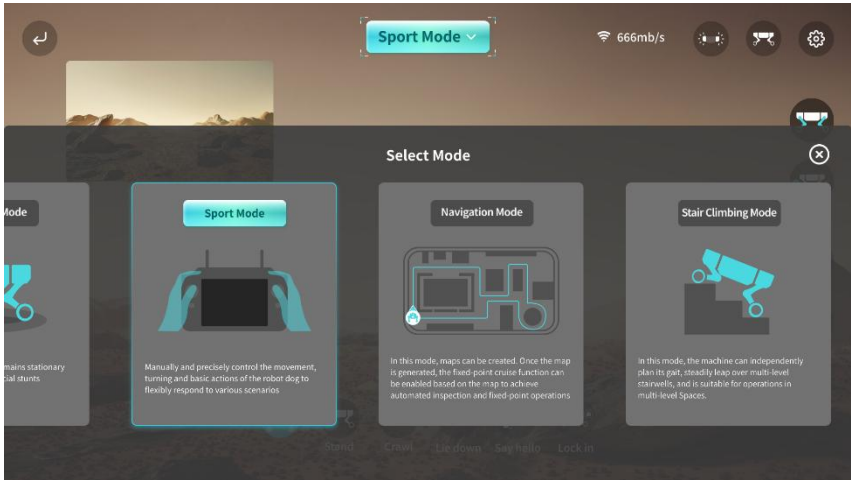 Sport Mode
666mb/s
Select Mode
Mode
mains stationary
cial stunts
Sport Mode
Manually and precisely control the movement,
turning and basic actions of the robot dog to
flexibly respond to various scenarios
Navigation Mode
In this mode, maps can be created. Once the map
is generated, the fixed-point cruise function can
be enabled based on the map to achieve
automated inspection and fixed-point operations
Stair Climbing Mode
In this mode, the machine can independently
plan its gait, steadily leap over multi-level
stairwells, and is suitable for operations in
multi-level Spaces.
Stand Crawl Lie down Say hello Lock in